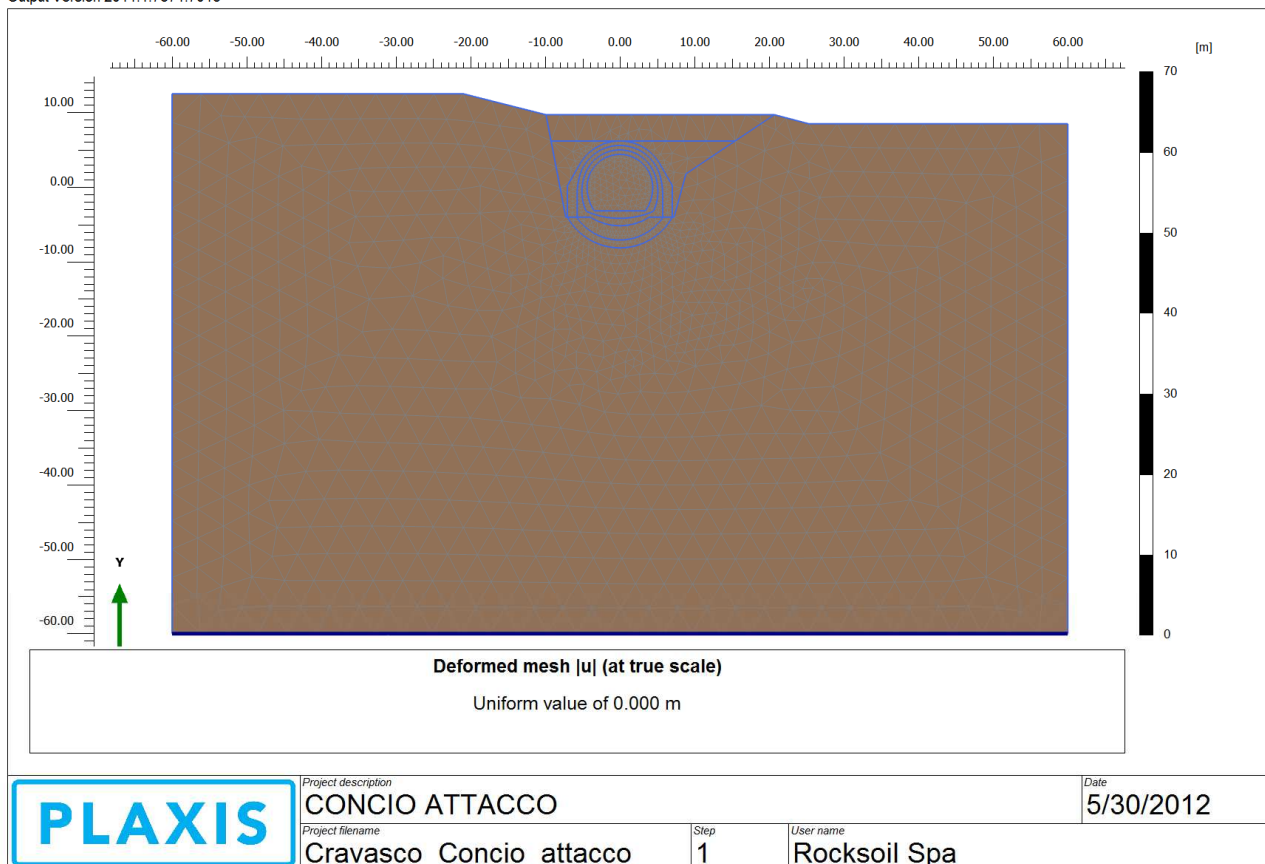 -60.00 -50.00 -40.00 -30.00 -20.00 -10.00 0.00 10.00 20.00 30.00 40.00 50.00 60.00
[m]
70
10.00
60
0.00
50
-10.00
-20.00
40
-30.00
30
-40.00
20
-50.00
10
Y
-60.00
0
Deformed mesh |u| (at true scale)
Uniform value of 0.000 m
PLAXIS
Project description
CONCIO ATTACCO
Date
5/30/2012
Project filename
Cravasco_Concio_attacco
Step
1
User name
Rocksoil Spa